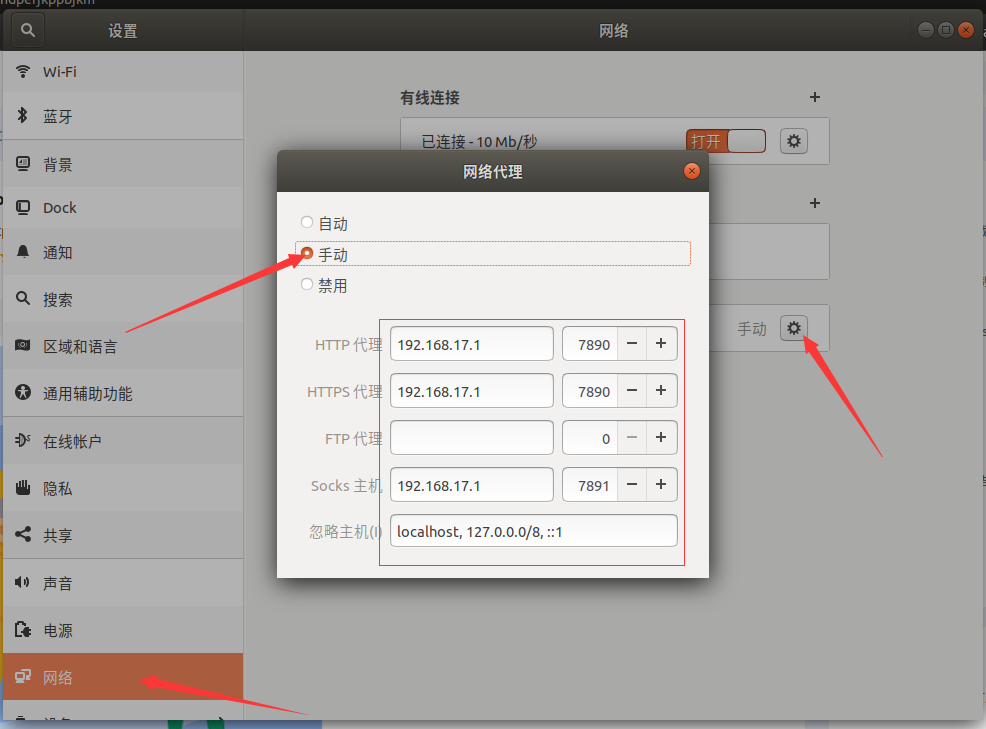 设置
网络
Wi-Fi
蓝牙
背景
Dock
通知
搜索
区域和语言
通用辅助功能
在线帐户
隐私
共享
声音
电源
网络
有线连接
已连接 - 10 Mb/秒
打开
手动
网络代理
自动
手动
禁用
HTTP 代理 192.168.17.1 7890
HTTPS 代理 192.168.17.1 7890
FTP 代理 0
Socks 主机 192.168.17.1 7891
忽略主机(I) localhost, 127.0.0.0/8, ::1